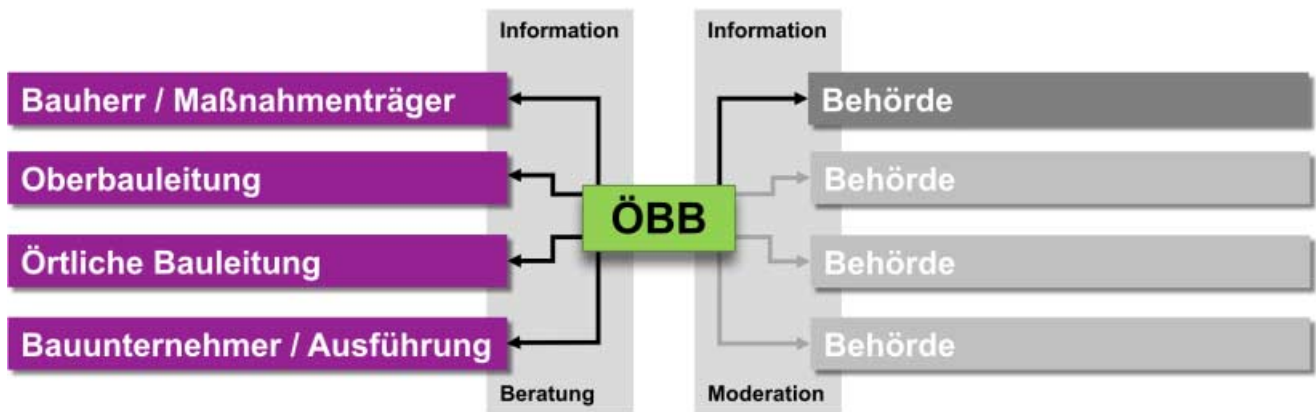 Information
Information
Bauherr / Maßnahmenträger
Behörde
Oberbauleitung
Behörde
ÖBB
Örtliche Bauleitung
Behörde
Bauunternehmer / Ausführung
Behörde
Beratung
Moderation